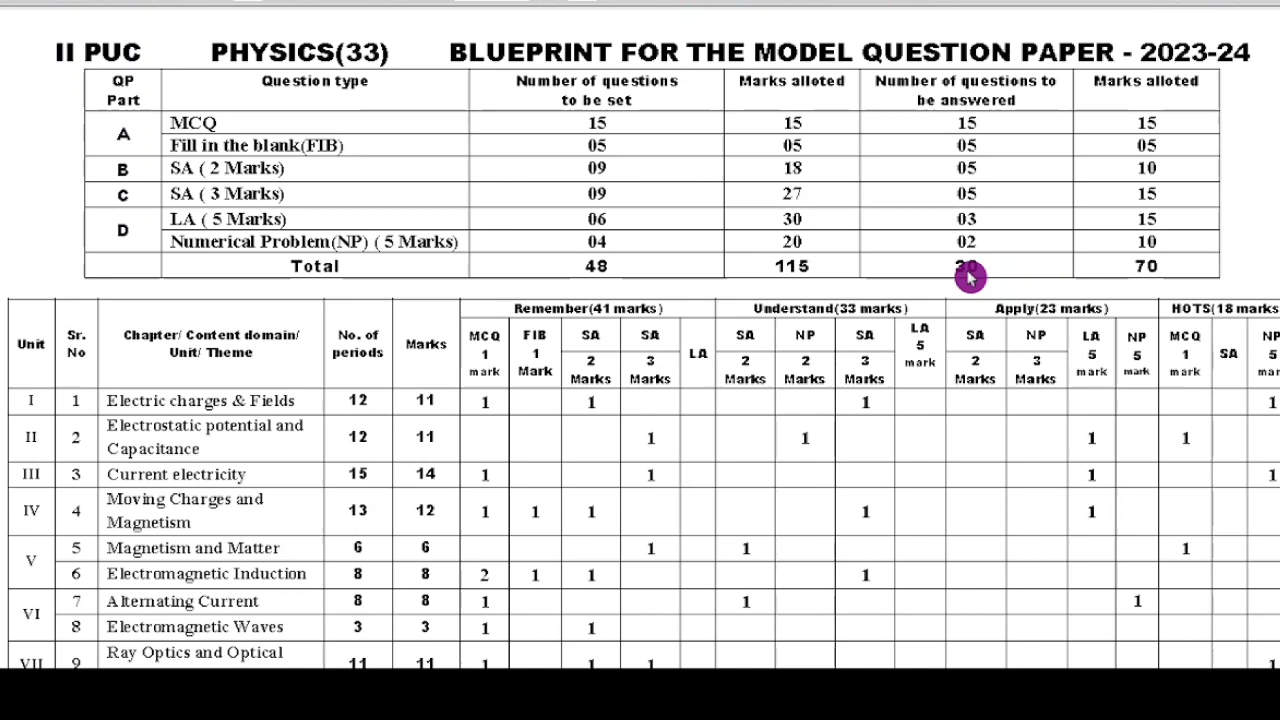 II PUC PHYSICS(33) BLUEPRINT FOR THE MODEL QUESTION PAPER - 2023-24
QP Part Question type Number of questions to be set Marks alloted Number of questions to be answered Marks alloted
A MCQ 15 15 15 15
Fill in the blank(FIB) 05 05 05 05
B SA ( 2 Marks) 09 18 05 10
C SA ( 3 Marks) 09 27 05 15
D LA ( 5 Marks) 06 30 03 15
Numerical Problem(NP) ( 5 Marks) 04 20 02 10
Total 48 115 30 70
Remember(41 marks) Understand(33 marks) Apply(23 marks) HOTS(18 marks
Unit Sr. No Chapter/ Content domain/ Unit/ Theme No. of periods Marks MCQ 1 mark FIB 1 Mark SA 2 Marks SA 3 Marks LA SA 2 Marks NP 2 Marks SA 3 Marks LA 5 mark SA 2 Marks NP 3 Marks LA 5 mark NP 5 mark MCQ 1 mark SA NP 5 mar
I 1 Electric charges & Fields 12 11 1 1 1 1
II 2 Electrostatic potential and Capacitance 12 11 1 1 1 1
III 3 Current electricity 15 14 1 1 1 1
IV 4 Moving Charges and Magnetism 13 12 1 1 1 1 1
V 5 Magnetism and Matter 6 6 1 1 1
6 Electromagnetic Induction 8 8 2 1 1 1
VI 7 Alternating Current 8 8 1 1 1
8 Electromagnetic Waves 3 3 1 1
VII 9 Ray Optics and Optical 11 11 1 1 1 1